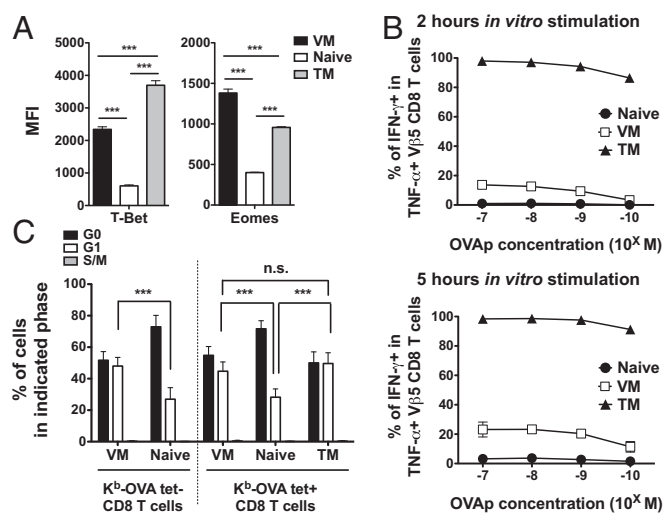 A
MFI
5000
4000
3000
2000
1000
0
***
***
***
T-Bet
2000
1500
1000
500
0
***
***
***
Eomes
VM
Naive
TM
B
2 hours in vitro stimulation
% of IFN-γ+ in
TNF-α+ Vβ5 CD8 T cells
100
80
60
40
20
0
Naive
VM
TM
-7 -8 -9 -10
OVAp concentration (10^X M)
5 hours in vitro stimulation
% of IFN-γ+ in
TNF-α+ Vβ5 CD8 T cells
100
80
60
40
20
0
Naive
VM
TM
-7 -8 -9 -10
OVAp concentration (10^X M)
C
G0
G1
S/M
% of cells
in indicated phase
100
80
60
40
20
0
n.s.
*** *** ***
VM Naive VM Naive TM
K^b-OVA tet-
CD8 T cells
K^b-OVA tet+
CD8 T cells